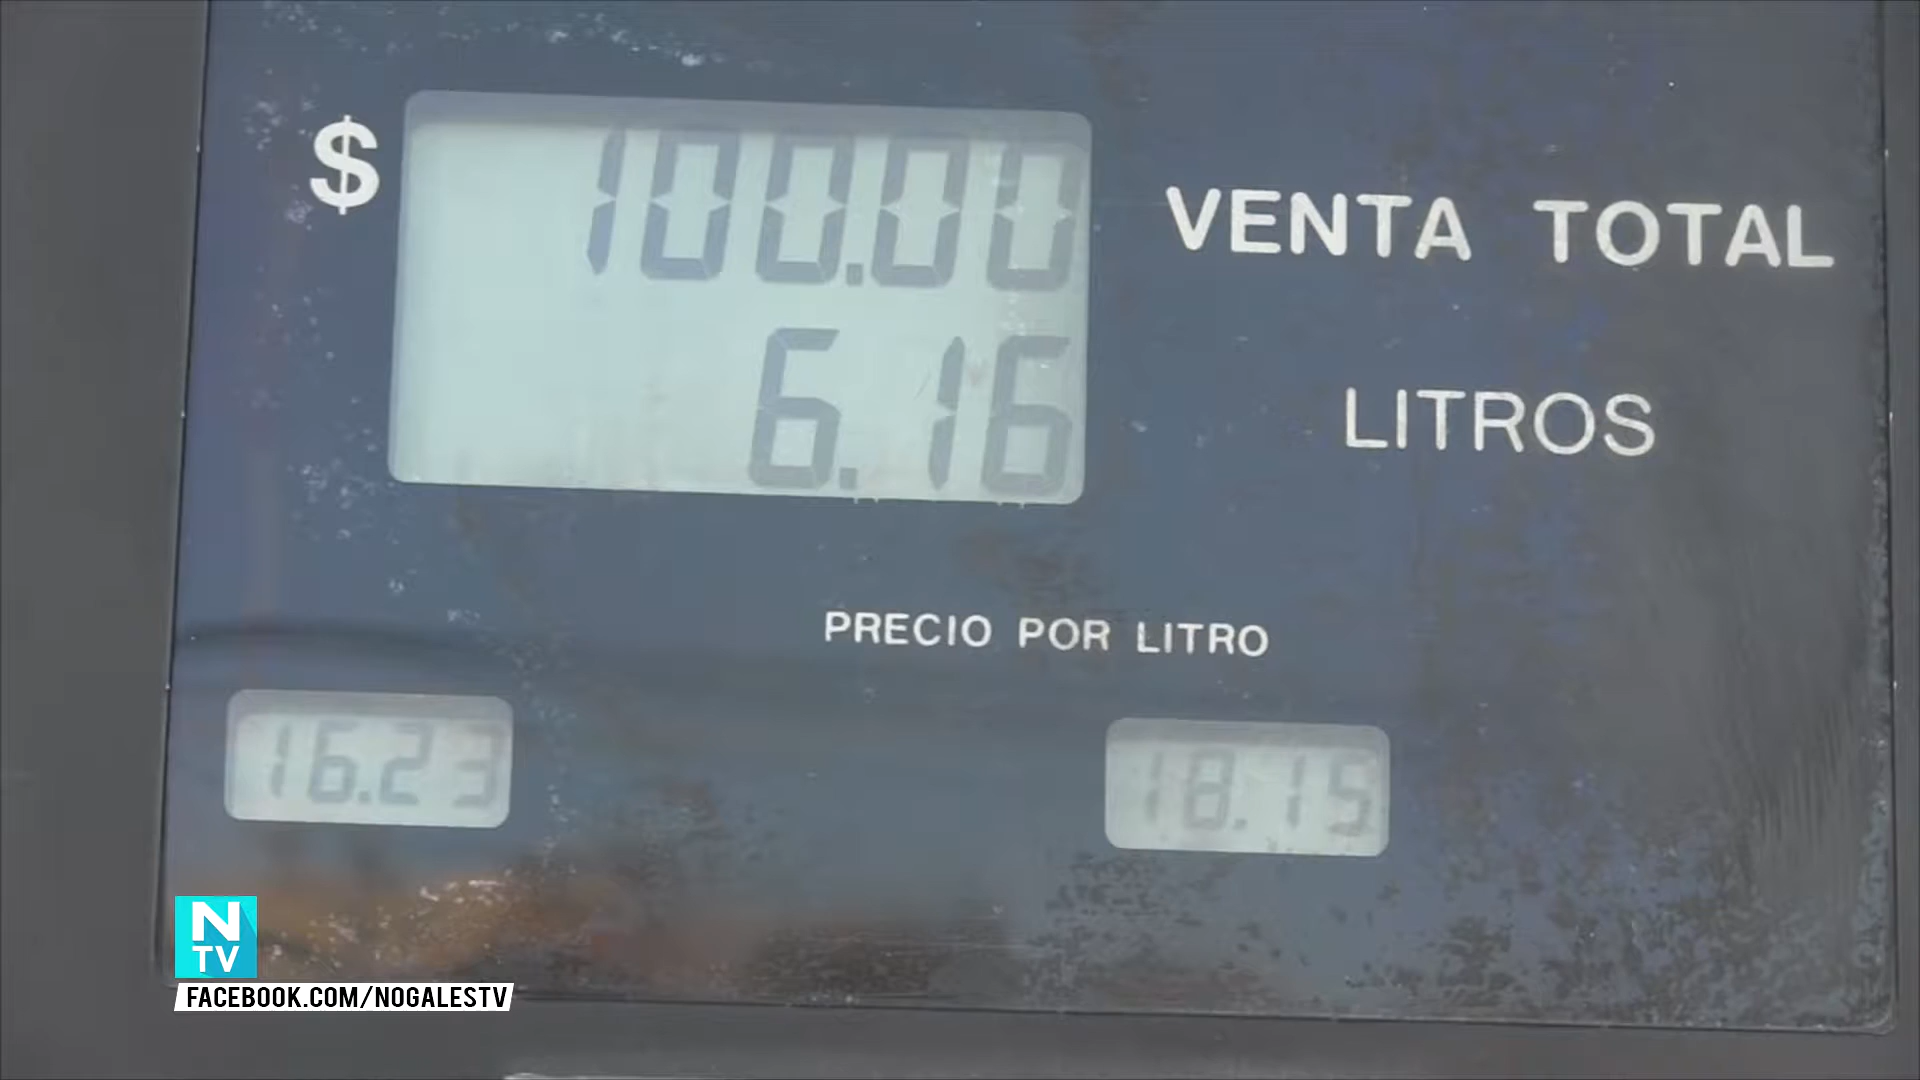 $ 100.00 VENTA TOTAL
6.16 LITROS
PRECIO POR LITRO
16.23 18.15
N
TV
FACEBOOK.COM/NOGALESTV